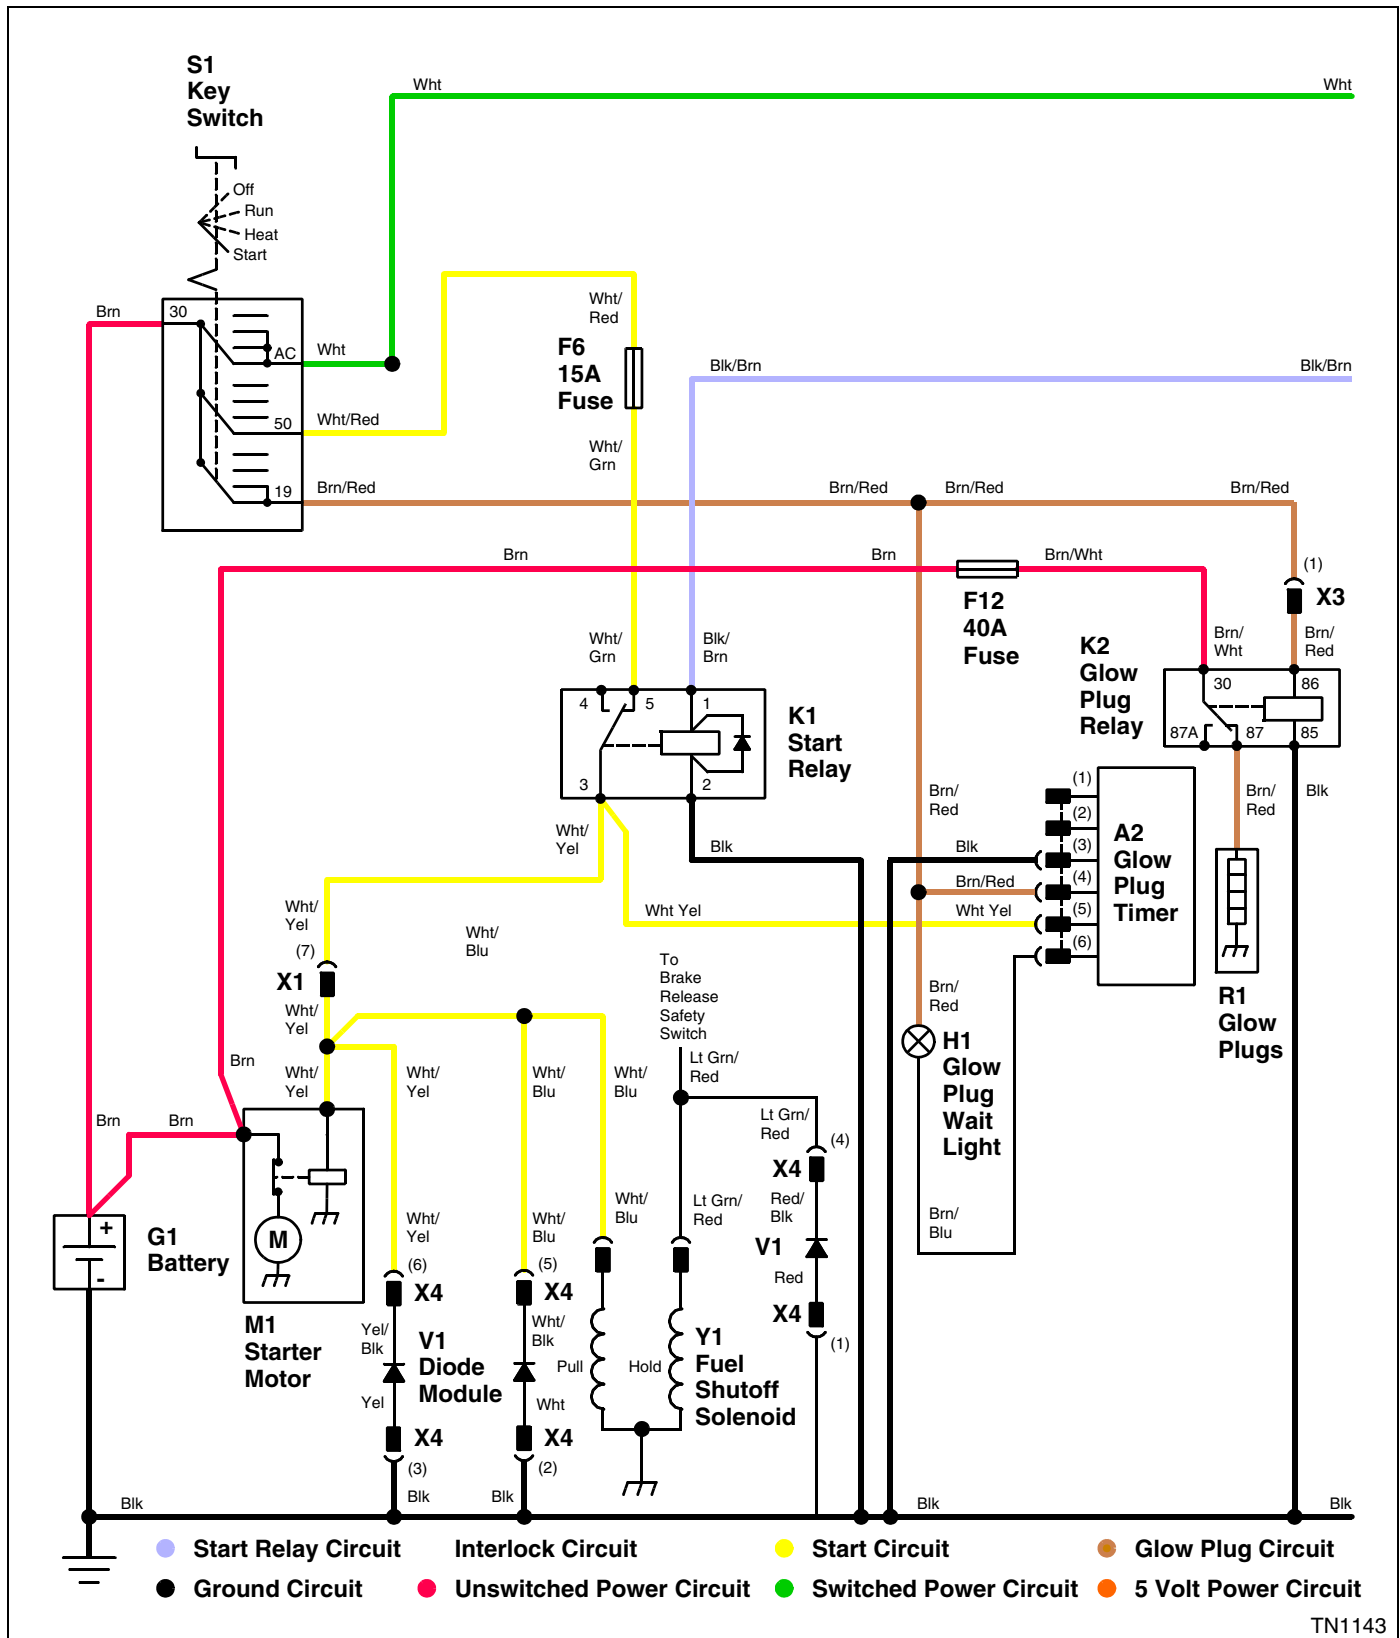 S1
Key
Switch
Wht
Wht
Off
Run
Heat
Start
Brn
30
AC
Wht
50
Wht/Red
19
Brn/Red
Wht/
Red
F6
15A
Fuse
Wht/
Grn
Blk/Brn
Blk/Brn
Brn/Red
Brn/Red
Brn/Red
Brn
Brn
Brn/Wht
F12
40A
Fuse
(1)
X3
Wht/
Grn
Blk/
Brn
K2
Glow
Plug
Relay
Brn/
Wht
Brn/
Red
30
86
87A
87
85
4
5
1
3
2
K1
Start
Relay
Brn/
Red
Blk
Wht/
Yel
Blk
Brn/
Red
Blk
Brn/Red
Wht Yel
Wht Yel
(1)
(2)
(3)
(4)
(5)
(6)
A2
Glow
Plug
Timer
R1
Glow
Plugs
Wht/
Yel
(7)
X1
Wht/
Yel
Wht/
Blu
To
Brake
Release
Safety
Switch
Lt Grn/
Red
Brn/
Red
H1
Glow
Plug
Wait
Light
Brn
Wht/
Yel
Wht/
Yel
Wht/
Blu
Wht/
Blu
Brn
Brn
Lt Grn/
Red
(4)
X4
Red/
Blk
V1
Red
X4
(1)
Wht/
Yel
Wht/
Blu
Wht/
Blu
Lt Grn/
Red
Brn/
Blu
+
-
G1
Battery
M
M1
Starter
Motor
(6)
X4
(5)
X4
Yel/
Blk
V1
Diode
Module
Wht/
Blk
Pull
Hold
Y1
Fuel
Shutoff
Solenoid
Yel
Wht
X4
(3)
X4
(2)
Blk
Blk
Blk
Blk
Blk
Start Relay Circuit
Interlock Circuit
Start Circuit
Glow Plug Circuit
Ground Circuit
Unswitched Power Circuit
Switched Power Circuit
5 Volt Power Circuit
TN1143